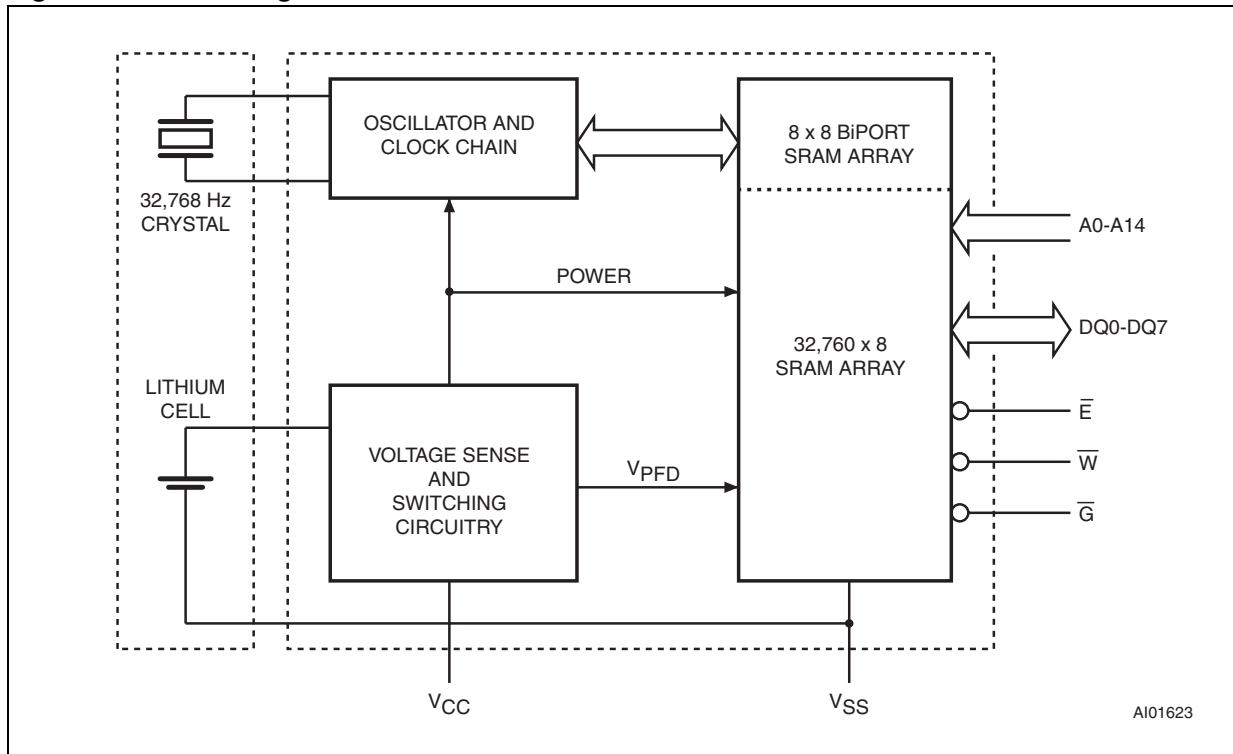 OSCILLATOR AND
CLOCK CHAIN
8 x 8 BiPORT
SRAM ARRAY
32,768 Hz
CRYSTAL
A0-A14
POWER
DQ0-DQ7
32,760 x 8
SRAM ARRAY
LITHIUM
CELL
E̅
VOLTAGE SENSE
AND
SWITCHING
CIRCUITRY
VPFD
W̅
G̅
VCC
VSS
AI01623